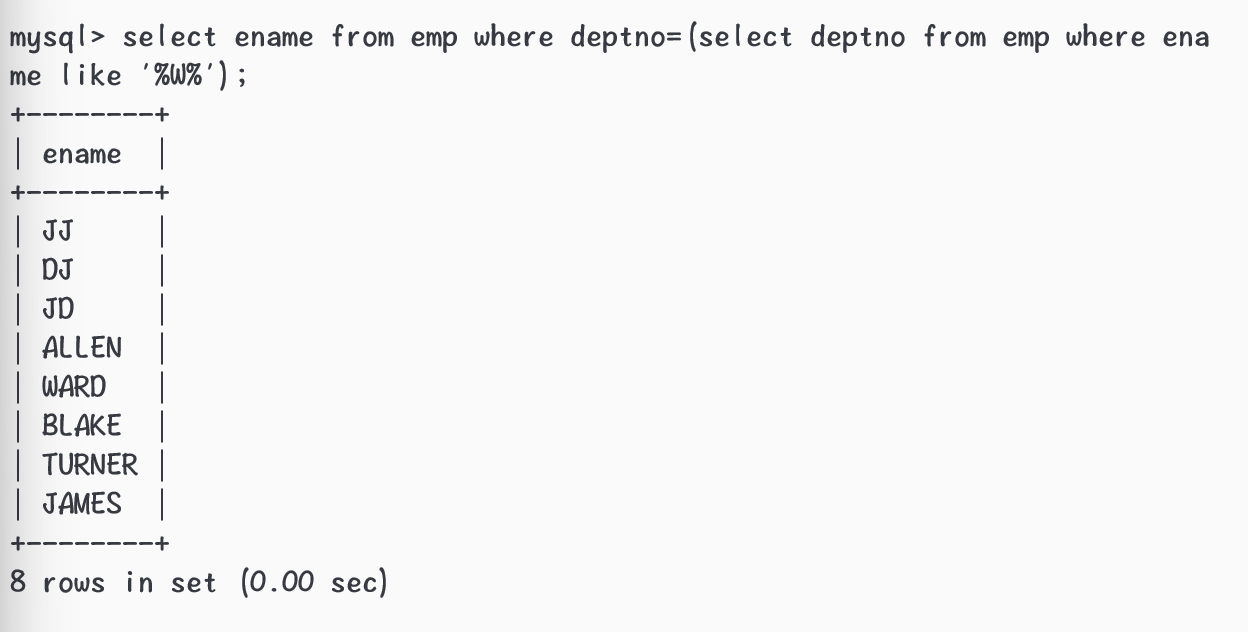 mysql> select ename from emp where deptno=(select deptno from emp where ena
me like '%W%');
+--------+
| ename  |
+--------+
| JJ     |
| DJ     |
| JD     |
| ALLEN  |
| WARD   |
| BLAKE  |
| TURNER |
| JAMES  |
+--------+
8 rows in set (0.00 sec)